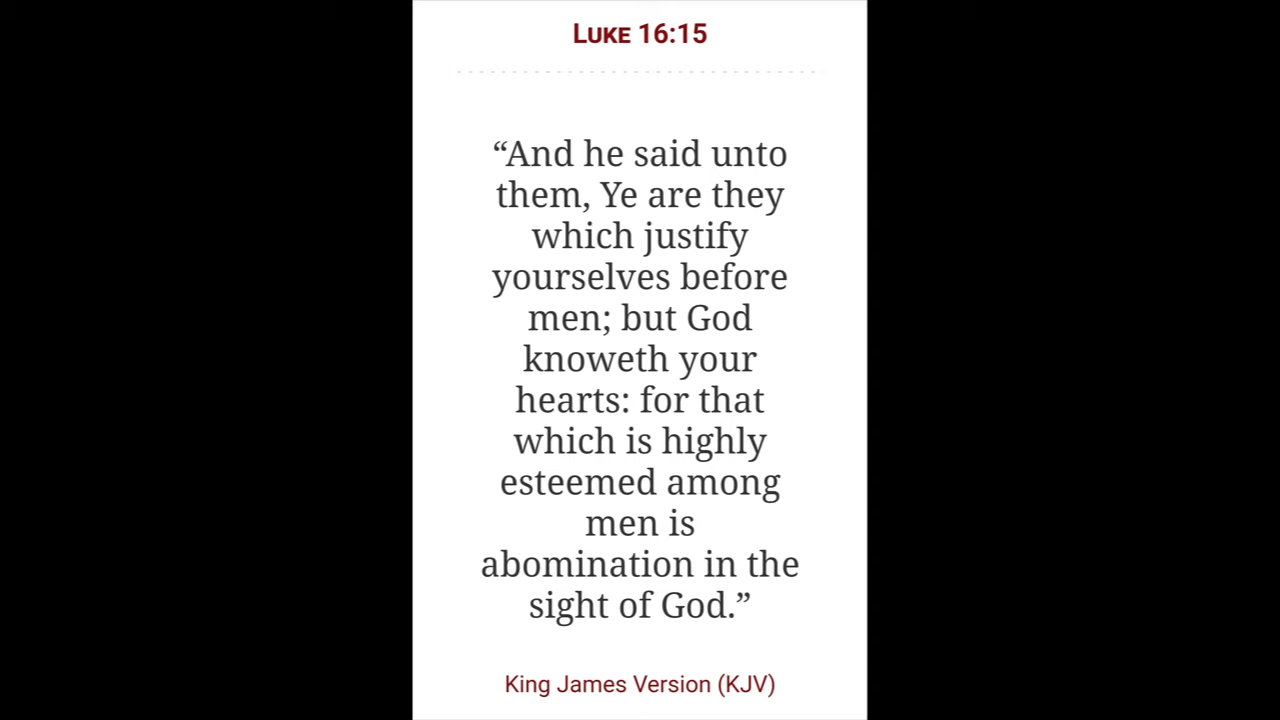 Luke 16:15
“And he said unto
them, Ye are they
which justify
yourselves before
men; but God
knoweth your
hearts: for that
which is highly
esteemed among
men is
abomination in the
sight of God.”
King James Version (KJV)